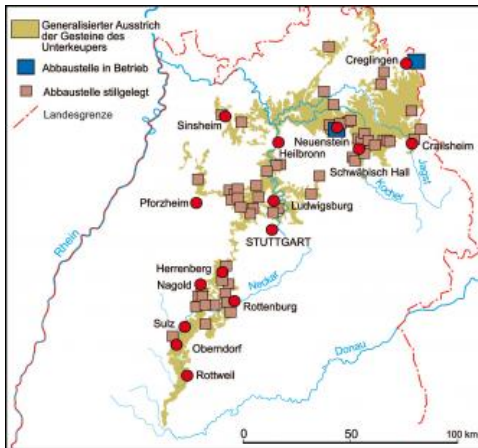 Generalisierter Ausstrich
der Gesteine des
Unterkeupers
Abbaustelle in Betrieb
Abbaustelle stillgelegt
Landesgrenze
Creglingen
Sinsheim
Neuenstein
Heilbronn
Crailsheim
Schwäbisch Hall
Jagst
Kocher
Pforzheim
Ludwigsburg
STUTTGART
Rhein
Herrenberg
Neckar
Nagold
Rottenburg
Sulz
Oberndorf
Donau
Rottweil
0 50 100 km